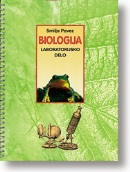 Smilja Pevec
BIOLOGIJA
LABORATORIJSKO
DELO